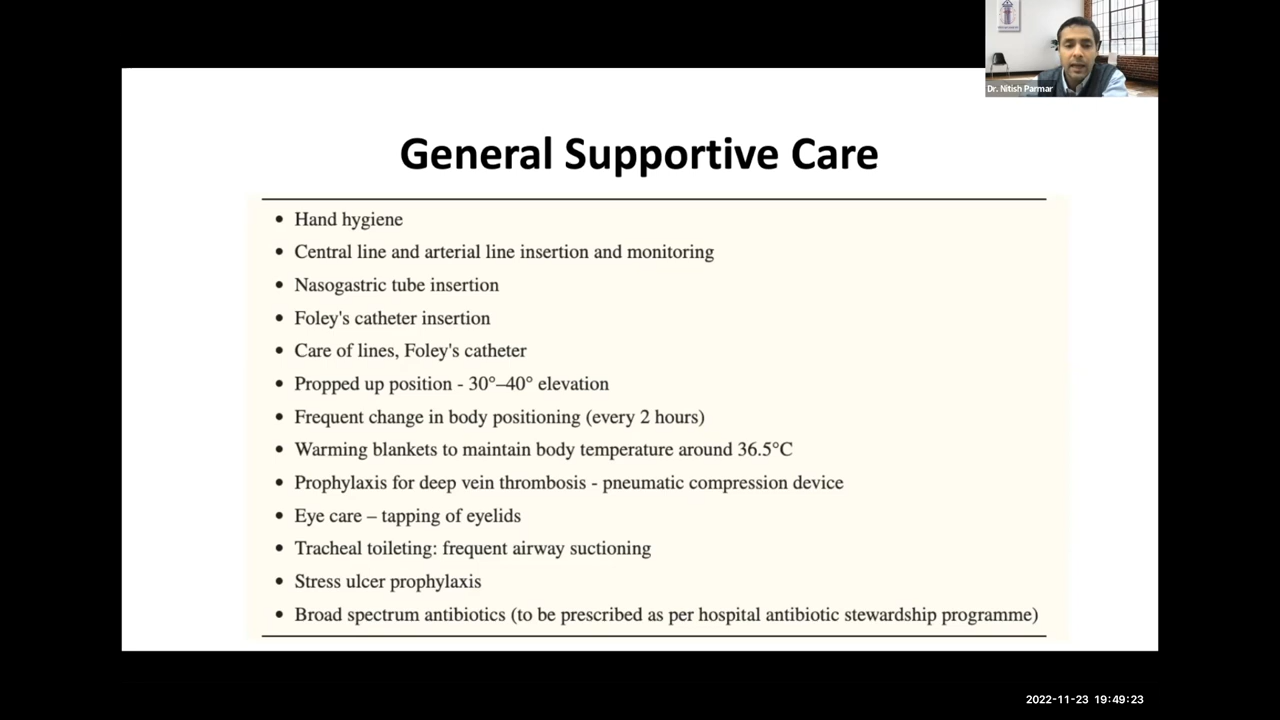 Dr. Nitish Parmar
General Supportive Care
• Hand hygiene
• Central line and arterial line insertion and monitoring
• Nasogastric tube insertion
• Foley's catheter insertion
• Care of lines, Foley's catheter
• Propped up position - 30°–40° elevation
• Frequent change in body positioning (every 2 hours)
• Warming blankets to maintain body temperature around 36.5°C
• Prophylaxis for deep vein thrombosis - pneumatic compression device
• Eye care – tapping of eyelids
• Tracheal toileting: frequent airway suctioning
• Stress ulcer prophylaxis
• Broad spectrum antibiotics (to be prescribed as per hospital antibiotic stewardship programme)
2022-11-23 19:49:23